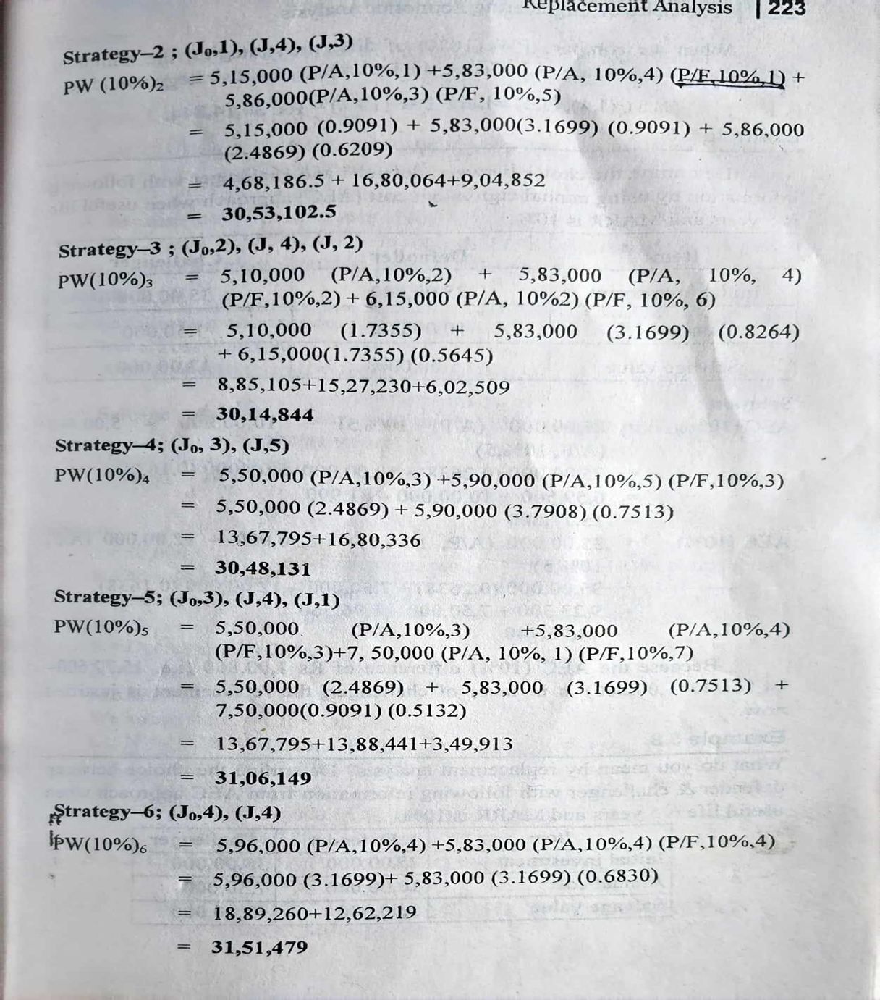 Replacement Analysis | 223
Strategy–2 ; (J₀,1), (J,4), (J,3)
PW (10%)₂ = 5,15,000 (P/A,10%,1) +5,83,000 (P/A, 10%,4) (P/F,10%,1) +
5,86,000(P/A,10%,3) (P/F, 10%,5)
= 5,15,000 (0.9091) + 5,83,000(3.1699) (0.9091) + 5,86,000
(2.4869) (0.6209)
= 4,68,186.5 + 16,80,064+9,04,852
= 30,53,102.5
Strategy–3 ; (J₀,2), (J, 4), (J, 2)
PW(10%)₃ = 5,10,000 (P/A,10%,2) + 5,83,000 (P/A, 10%, 4)
(P/F,10%,2) + 6,15,000 (P/A, 10%2) (P/F, 10%, 6)
= 5,10,000 (1.7355) + 5,83,000 (3.1699) (0.8264)
+ 6,15,000(1.7355) (0.5645)
= 8,85,105+15,27,230+6,02,509
= 30,14,844
Strategy–4; (J₀, 3), (J,5)
PW(10%)₄ = 5,50,000 (P/A,10%,3) +5,90,000 (P/A,10%,5) (P/F,10%,3)
= 5,50,000 (2.4869) + 5,90,000 (3.7908) (0.7513)
= 13,67,795+16,80,336
= 30,48,131
Strategy–5; (J₀,3), (J,4), (J,1)
PW(10%)₅ = 5,50,000 (P/A,10%,3) +5,83,000 (P/A,10%,4)
(P/F,10%,3)+7, 50,000 (P/A, 10%, 1) (P/F,10%,7)
= 5,50,000 (2.4869) + 5,83,000 (3.1699) (0.7513) +
7,50,000(0.9091) (0.5132)
= 13,67,795+13,88,441+3,49,913
= 31,06,149
Strategy–6; (J₀,4), (J,4)
PW(10%)₆ = 5,96,000 (P/A,10%,4) +5,83,000 (P/A,10%,4) (P/F,10%,4)
= 5,96,000 (3.1699)+ 5,83,000 (3.1699) (0.6830)
= 18,89,260+12,62,219
= 31,51,479